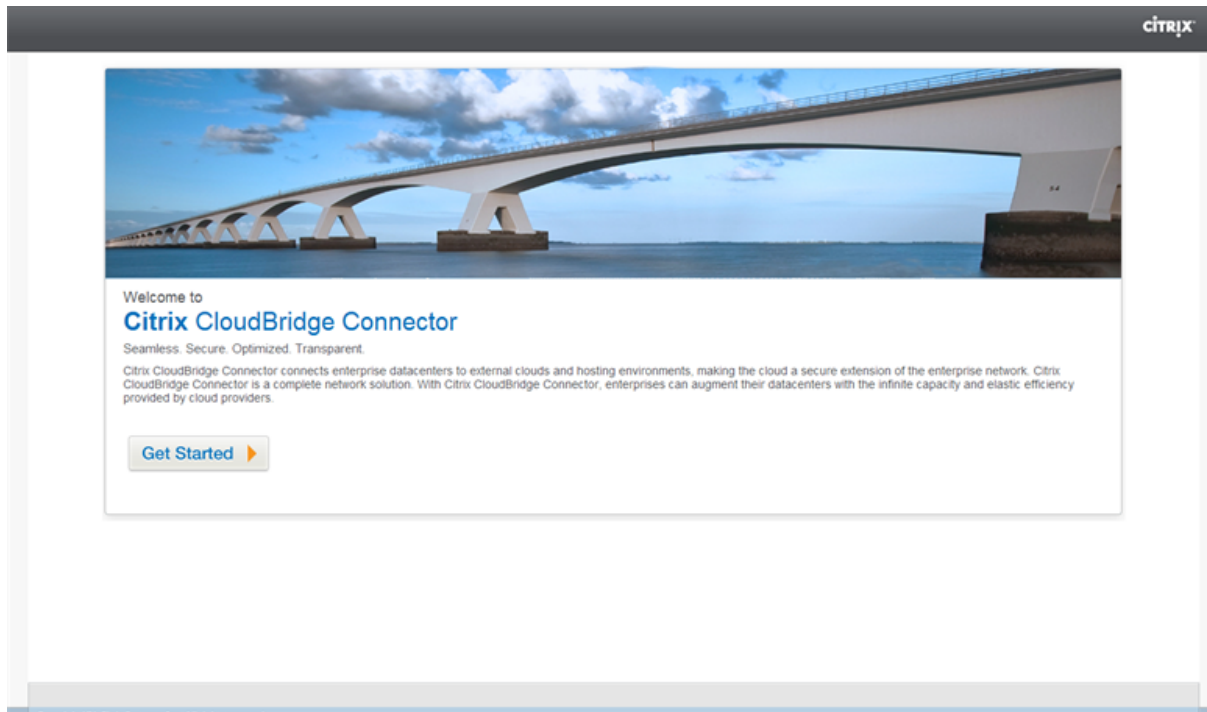 CİTRIX
Welcome to
Citrix CloudBridge Connector
Seamless. Secure. Optimized. Transparent.
Citrix CloudBridge Connector connects enterprise datacenters to external clouds and hosting environments, making the cloud a secure extension of the enterprise network. Citrix
CloudBridge Connector is a complete network solution. With Citrix CloudBridge Connector, enterprises can augment their datacenters with the infinite capacity and elastic efficiency
provided by cloud providers.
Get Started